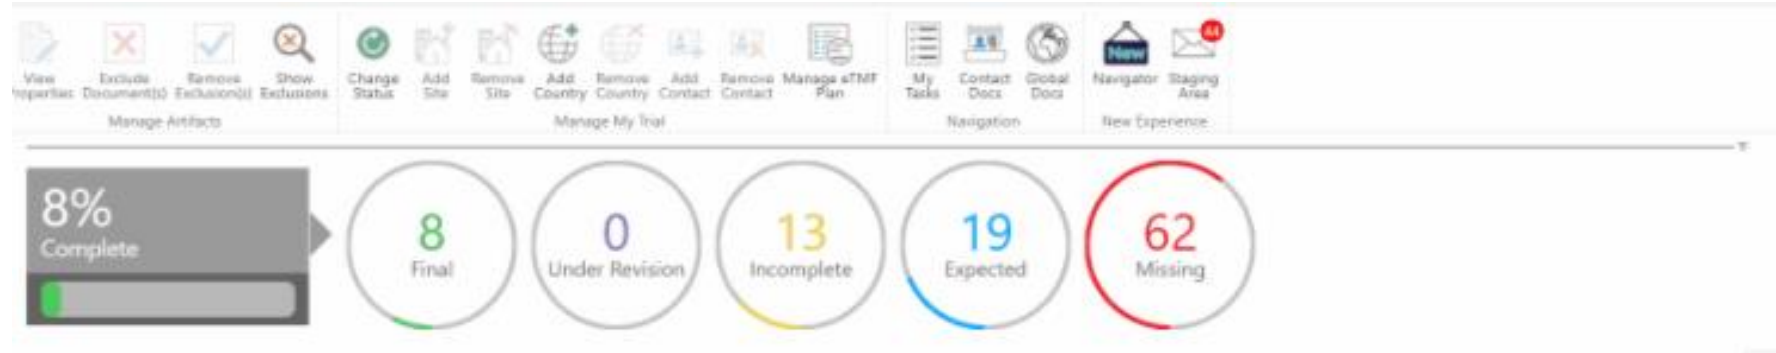 44
New
View Exclude Remove Show Change Add Remove Add Remove Add Remove Manage eTMF My Contact Global Navigator Staging
roperties Document(s) Exclusion(s) Exclusions Status Site Site Country Country Contact Contact Plan Tasks Docs Docs Area
Manage Artifacts Manage My Trial Navigation New Experience
8%
Complete
8
Final
0
Under Revision
13
Incomplete
19
Expected
62
Missing